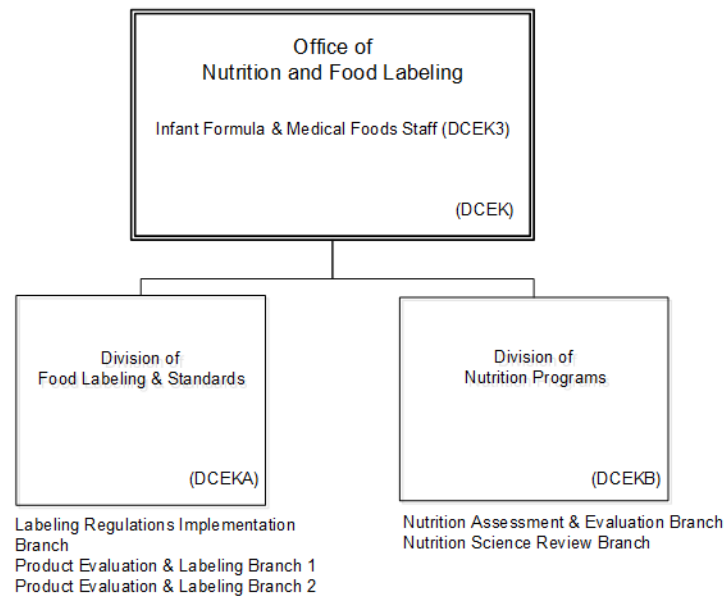 Office of
Nutrition and Food Labeling
Infant Formula & Medical Foods Staff (DCEK3)
(DCEK)
Division of
Food Labeling & Standards
(DCEKA)
Labeling Regulations Implementation
Branch
Product Evaluation & Labeling Branch 1
Product Evaluation & Labeling Branch 2
Division of
Nutrition Programs
(DCEKB)
Nutrition Assessment & Evaluation Branch
Nutrition Science Review Branch